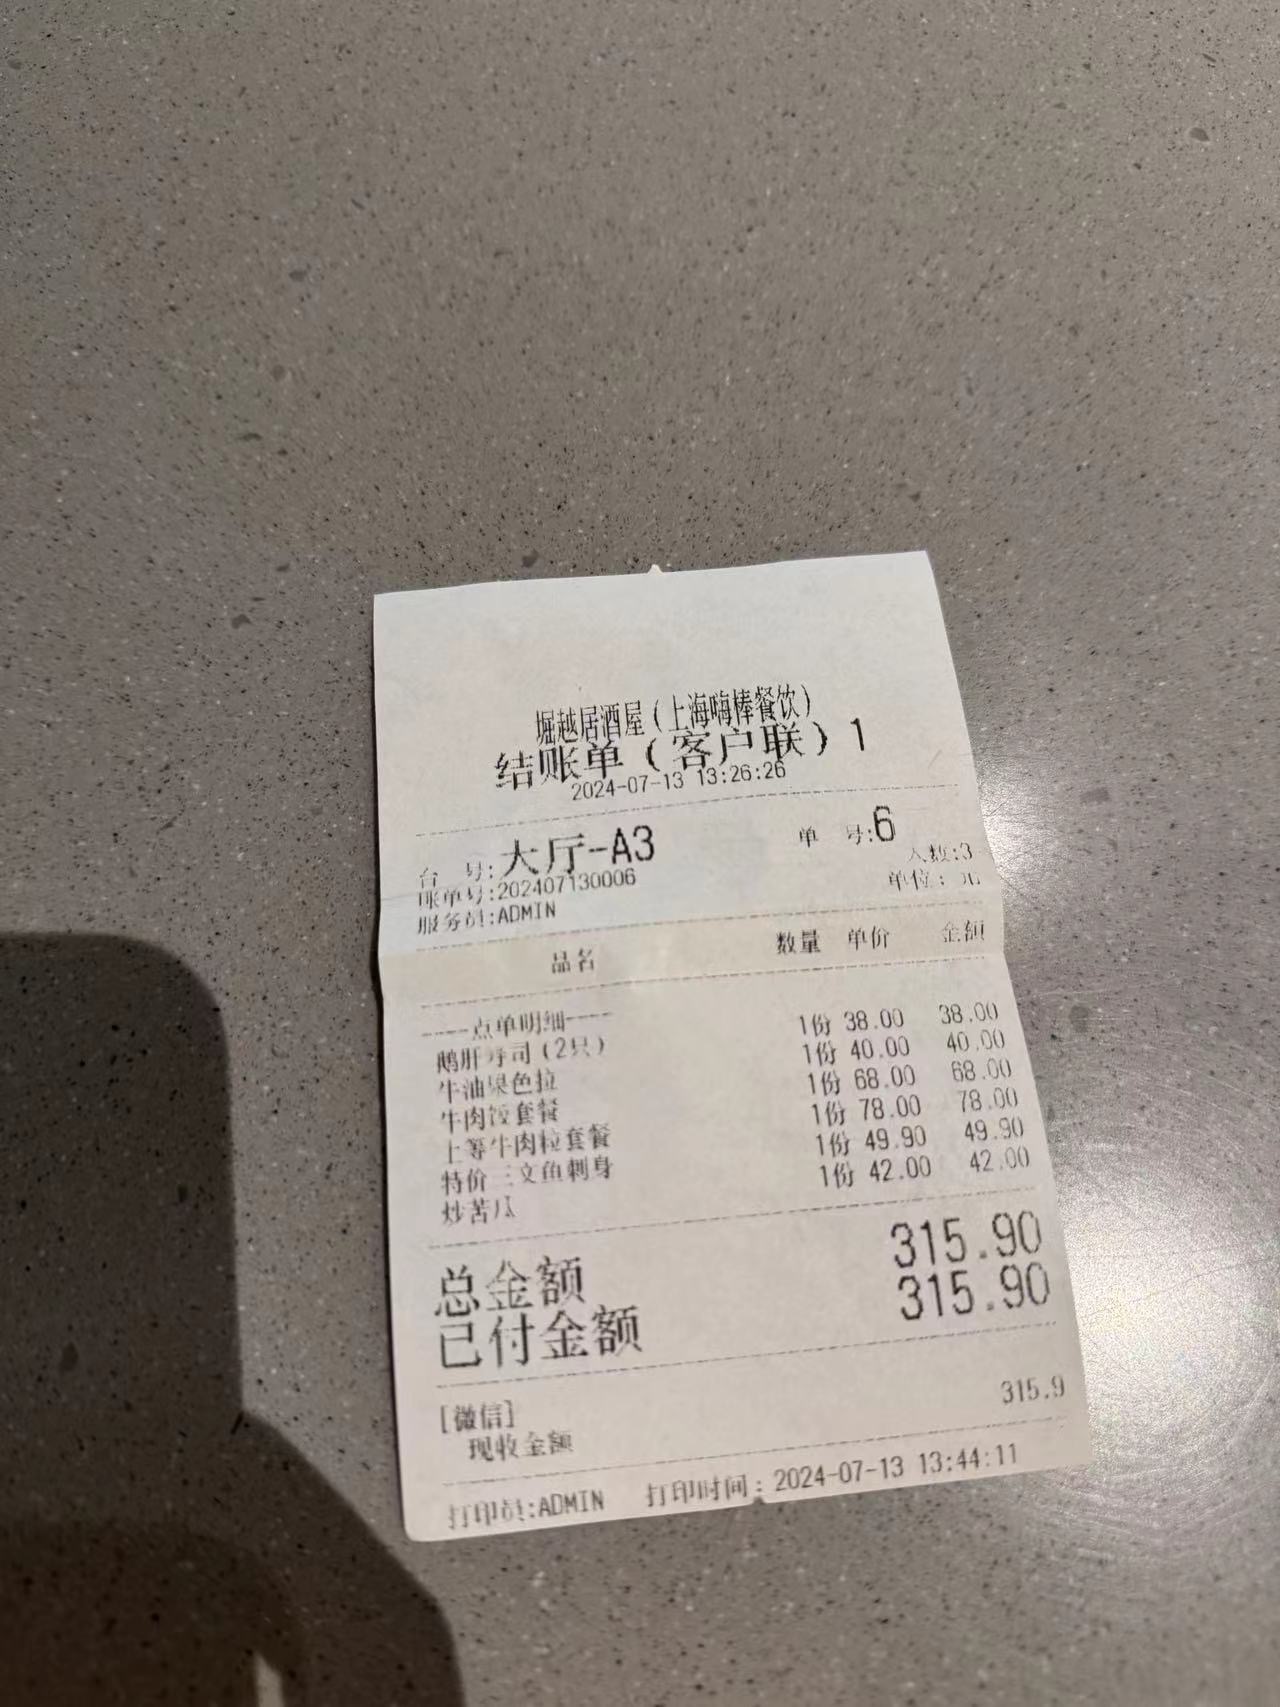 堀越居酒屋(上海嗨棒餐饮)
结账单(客户联)1
2024-07-13 13:26:26
台 号:大厅-A3 单 号:6
账单号:202407130006 人数:3
服务员:ADMIN 单位:元
品名 数量 单价 金额
----点单明细----
鹅肝寿司(2只) 1份 38.00 38.00
牛油果色拉 1份 40.00 40.00
牛肉饭套餐 1份 68.00 68.00
上等牛肉粒套餐 1份 78.00 78.00
特价三文鱼刺身 1份 49.90 49.90
炒苦瓜 1份 42.00 42.00
总金额 315.90
已付金额 315.90
[微信] 315.9
现收金额
打印员:ADMIN 打印时间:2024-07-13 13:44:11